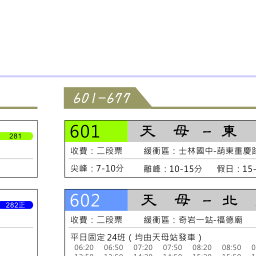 601-677
281
601
天 母 - 東
收費：二段票
緩衝區：士林國中-葫東重慶路
尖峰：7-10分
離峰：10-15分
假日：15-
282正
602
天 母 - 北
收費：二段票
緩衝區：奇岩一站-福德廟
平日固定24班（均由天母站發車）
06:20 06:50 07:20 07:50 08:20 08:50